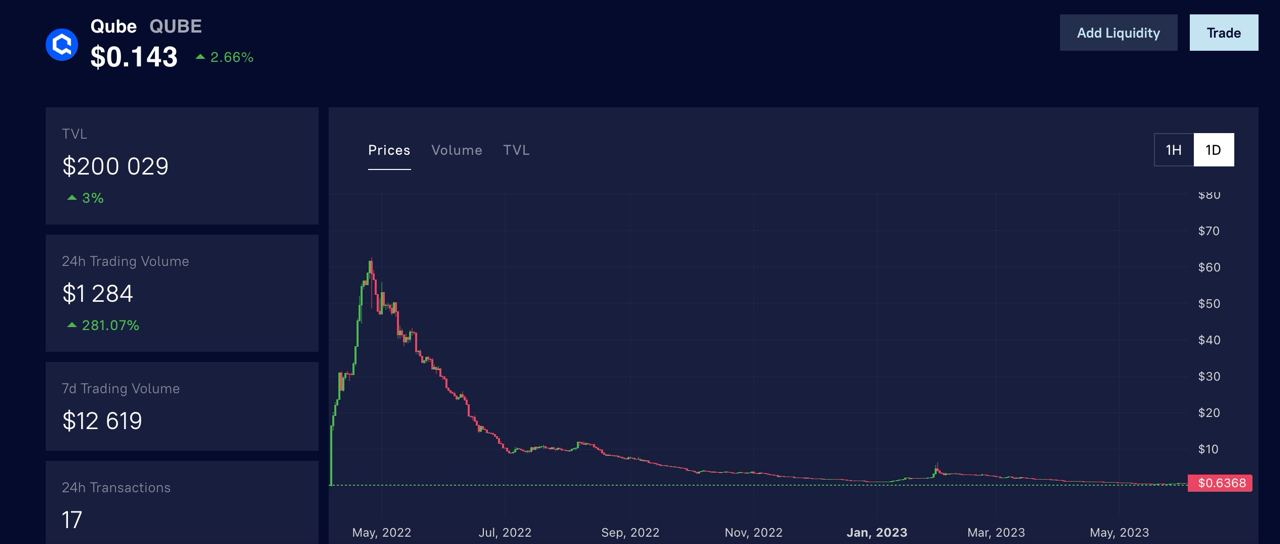 Qube QUBE
$0.143 2.66%
Add Liquidity
Trade
TVL
$200 029
3%
24h Trading Volume
$1 284
281.07%
7d Trading Volume
$12 619
24h Transactions
17
Prices Volume TVL
1H 1D
$80
$70
$60
$50
$40
$30
$20
$10
$0.6368
May, 2022 Jul, 2022 Sep, 2022 Nov, 2022 Jan, 2023 Mar, 2023 May, 2023